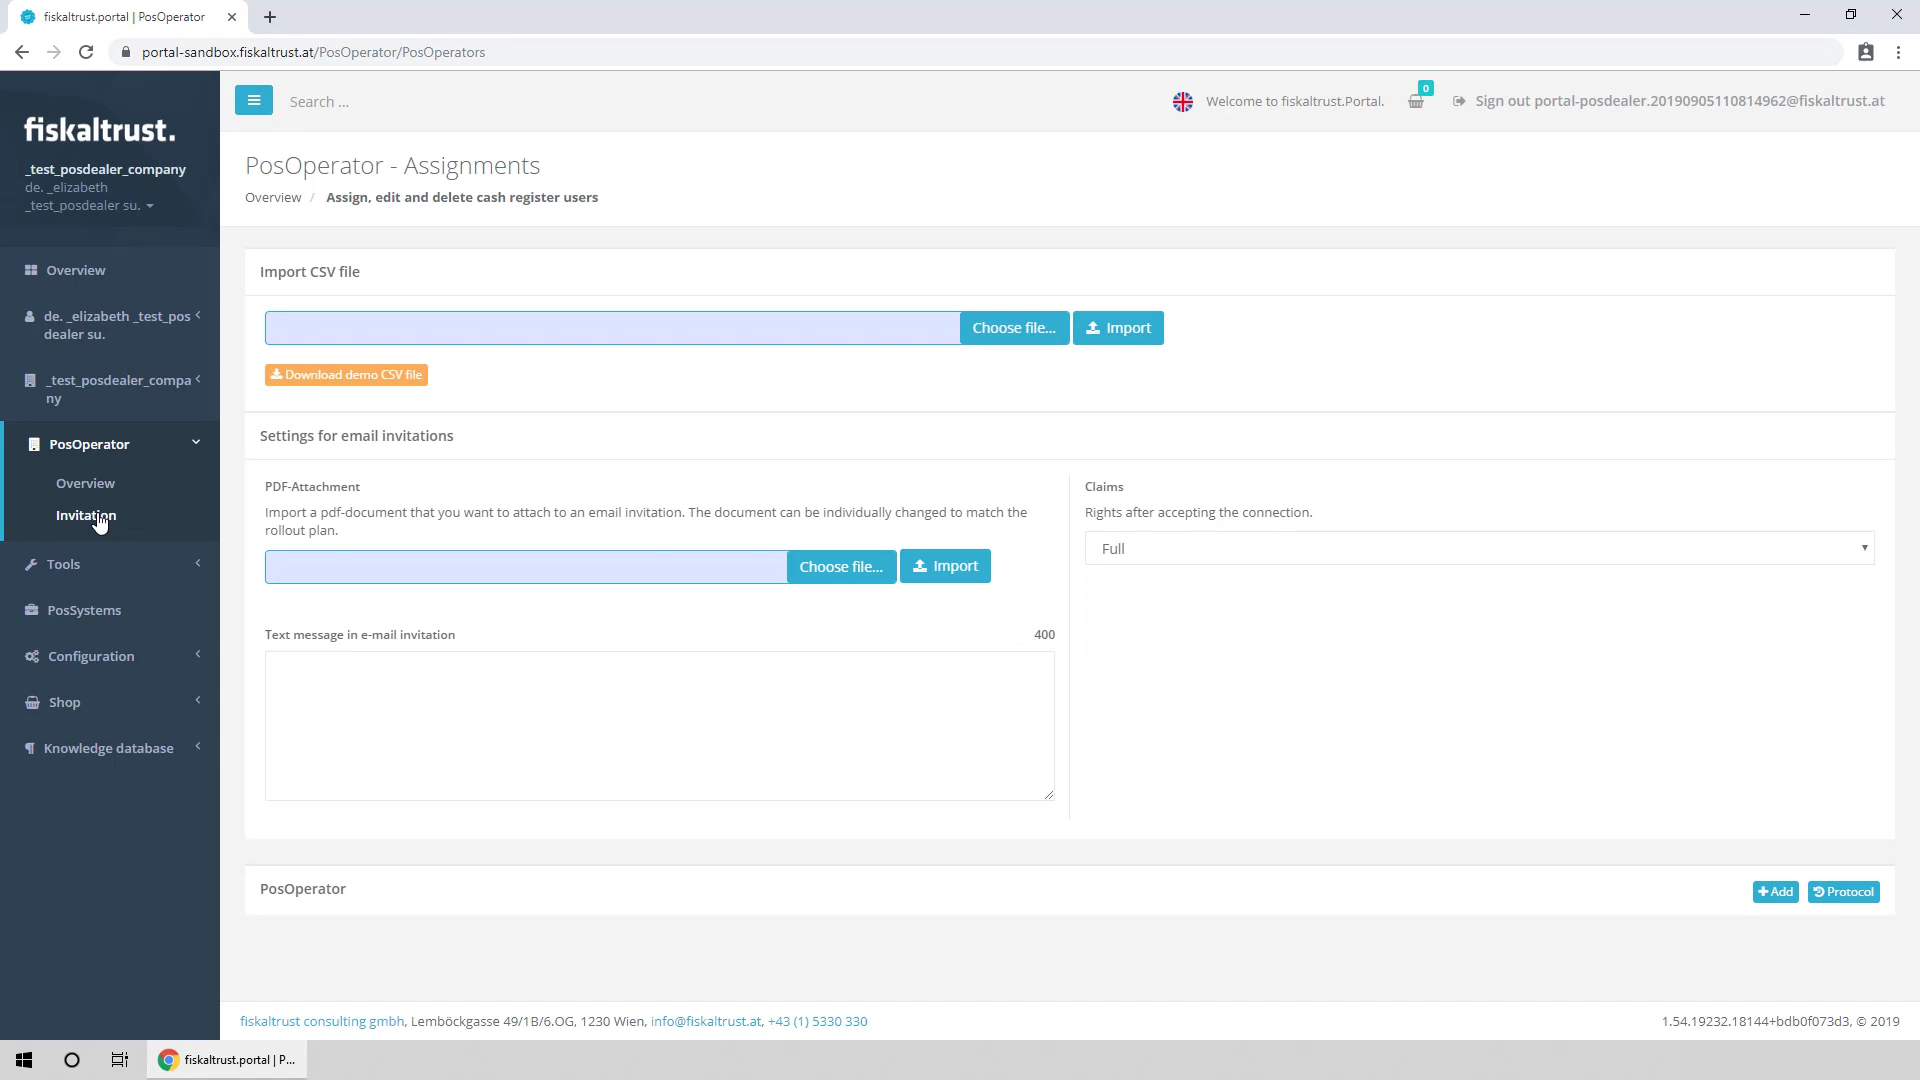 fiskaltrust.portal | PosOperator
portal-sandbox.fiskaltrust.at/PosOperator/PosOperators
fiskaltrust.
_test_posdealer_company
de. _elizabeth
_test_posdealer su.
Overview
de. _elizabeth _test_pos
dealer su.
_test_posdealer_compa
ny
PosOperator
Overview
Invitation
Tools
PosSystems
Configuration
Shop
Knowledge database
Search ...
Welcome to fiskaltrust.Portal.
0
Sign out portal-posdealer.20190905110814962@fiskaltrust.at
PosOperator - Assignments
Overview / Assign, edit and delete cash register users
Import CSV file
Choose file... Import
Download demo CSV file
Settings for email invitations
PDF-Attachment
Import a pdf-document that you want to attach to an email invitation. The document can be individually changed to match the
rollout plan.
Choose file... Import
Text message in e-mail invitation 400
Claims
Rights after accepting the connection.
Full
PosOperator
Add Protocol
fiskaltrust consulting gmbh, Lemböckgasse 49/1B/6.OG, 1230 Wien, info@fiskaltrust.at, +43 (1) 5330 330
1.54.19232.18144+bdb0f073d3, © 2019
fiskaltrust.portal | P...